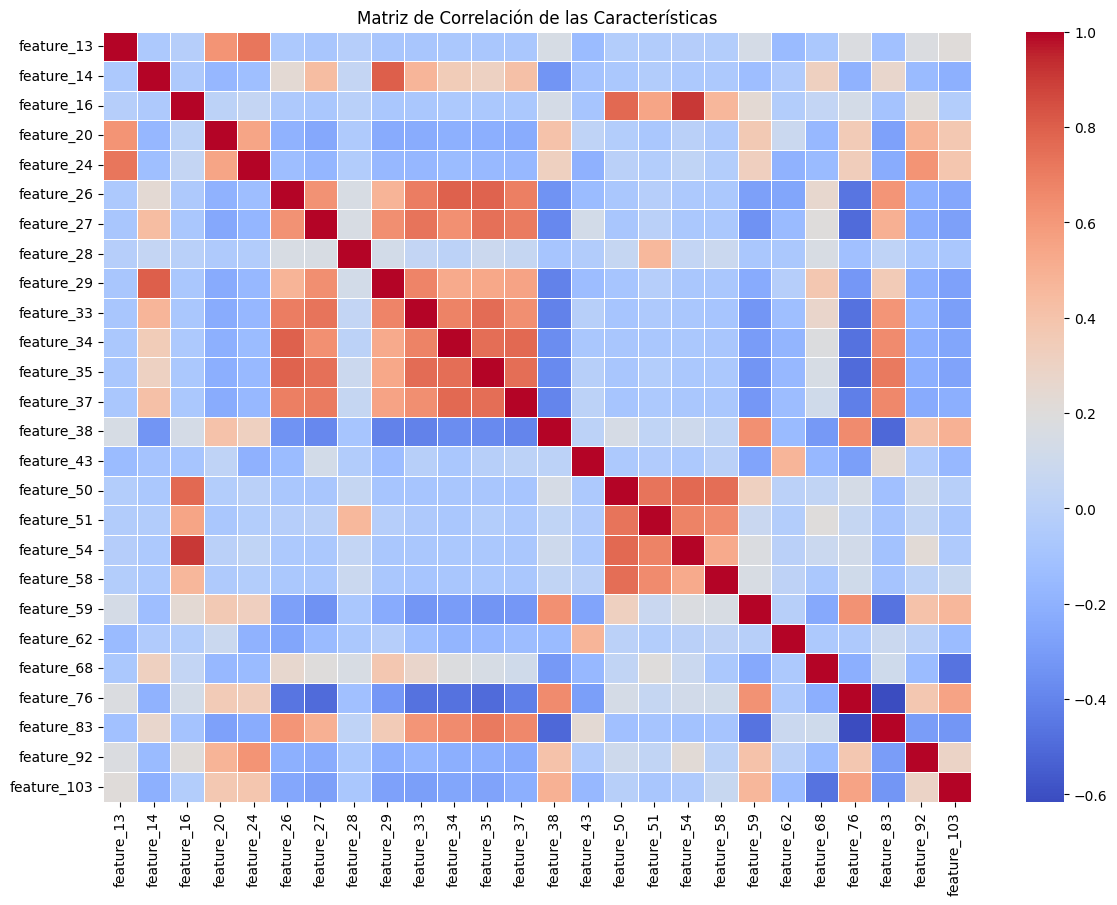 Matriz de Correlación de las Características
feature_13
feature_14
feature_16
feature_20
feature_24
feature_26
feature_27
feature_28
feature_29
feature_33
feature_34
feature_35
feature_37
feature_38
feature_43
feature_50
feature_51
feature_54
feature_58
feature_59
feature_62
feature_68
feature_76
feature_83
feature_92
feature_103
feature_13
feature_14
feature_16
feature_20
feature_24
feature_26
feature_27
feature_28
feature_29
feature_33
feature_34
feature_35
feature_37
feature_38
feature_43
feature_50
feature_51
feature_54
feature_58
feature_59
feature_62
feature_68
feature_76
feature_83
feature_92
feature_103
1.0
0.8
0.6
0.4
0.2
0.0
−0.2
−0.4
−0.6